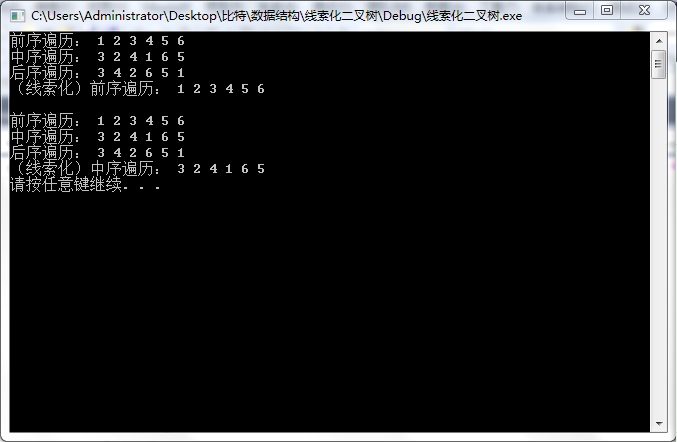 C:\Users\Administrator\Desktop\比特\数据结构\线索化二叉树\Debug\线索化二叉树.exe
前序遍历： 1 2 3 4 5 6
中序遍历： 3 2 4 1 6 5
后序遍历： 3 4 2 6 5 1
（线索化）前序遍历： 1 2 3 4 5 6
前序遍历： 1 2 3 4 5 6
中序遍历： 3 2 4 1 6 5
后序遍历： 3 4 2 6 5 1
（线索化）中序遍历： 3 2 4 1 6 5
请按任意键继续. . .